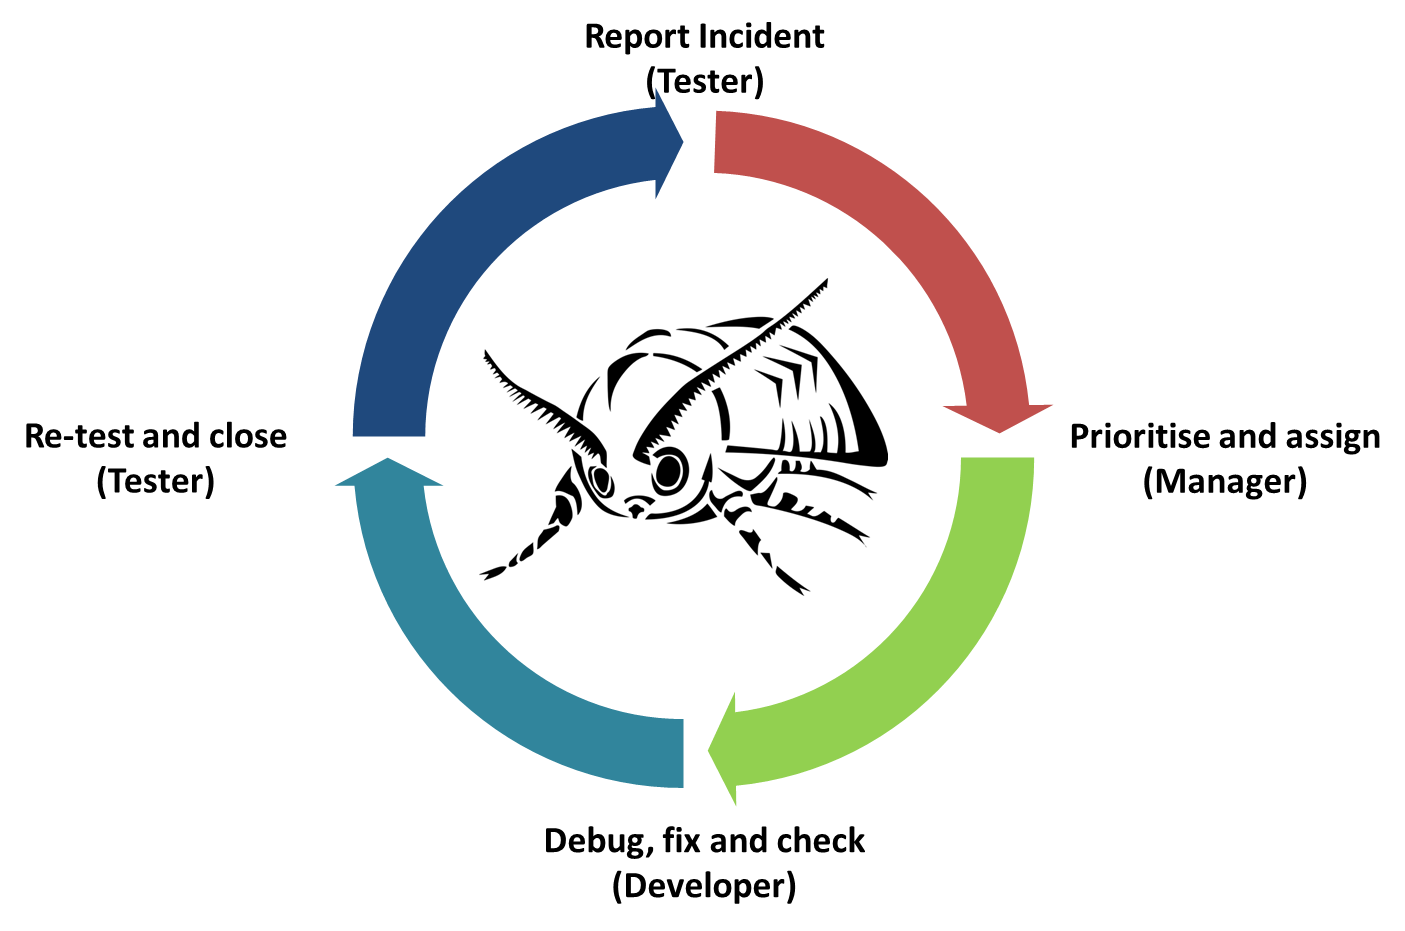 Report Incident
(Tester)
Prioritise and assign
(Manager)
Debug, fix and check
(Developer)
Re-test and close
(Tester)